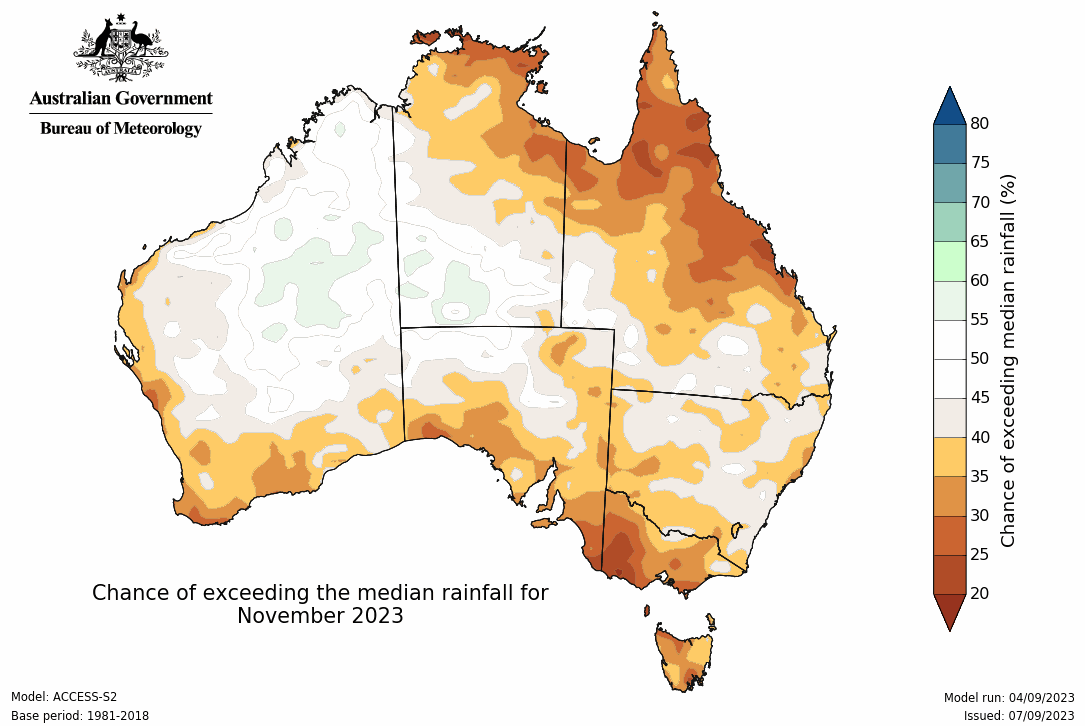 AUSTRALIA
Australian Government
Bureau of Meteorology
80
75
70
65
60
55
50
45
40
35
30
25
20
Chance of exceeding median rainfall (%)
Chance of exceeding the median rainfall for
November 2023
Model: ACCESS-S2
Base period: 1981-2018
Model run: 04/09/2023
Issued: 07/09/2023